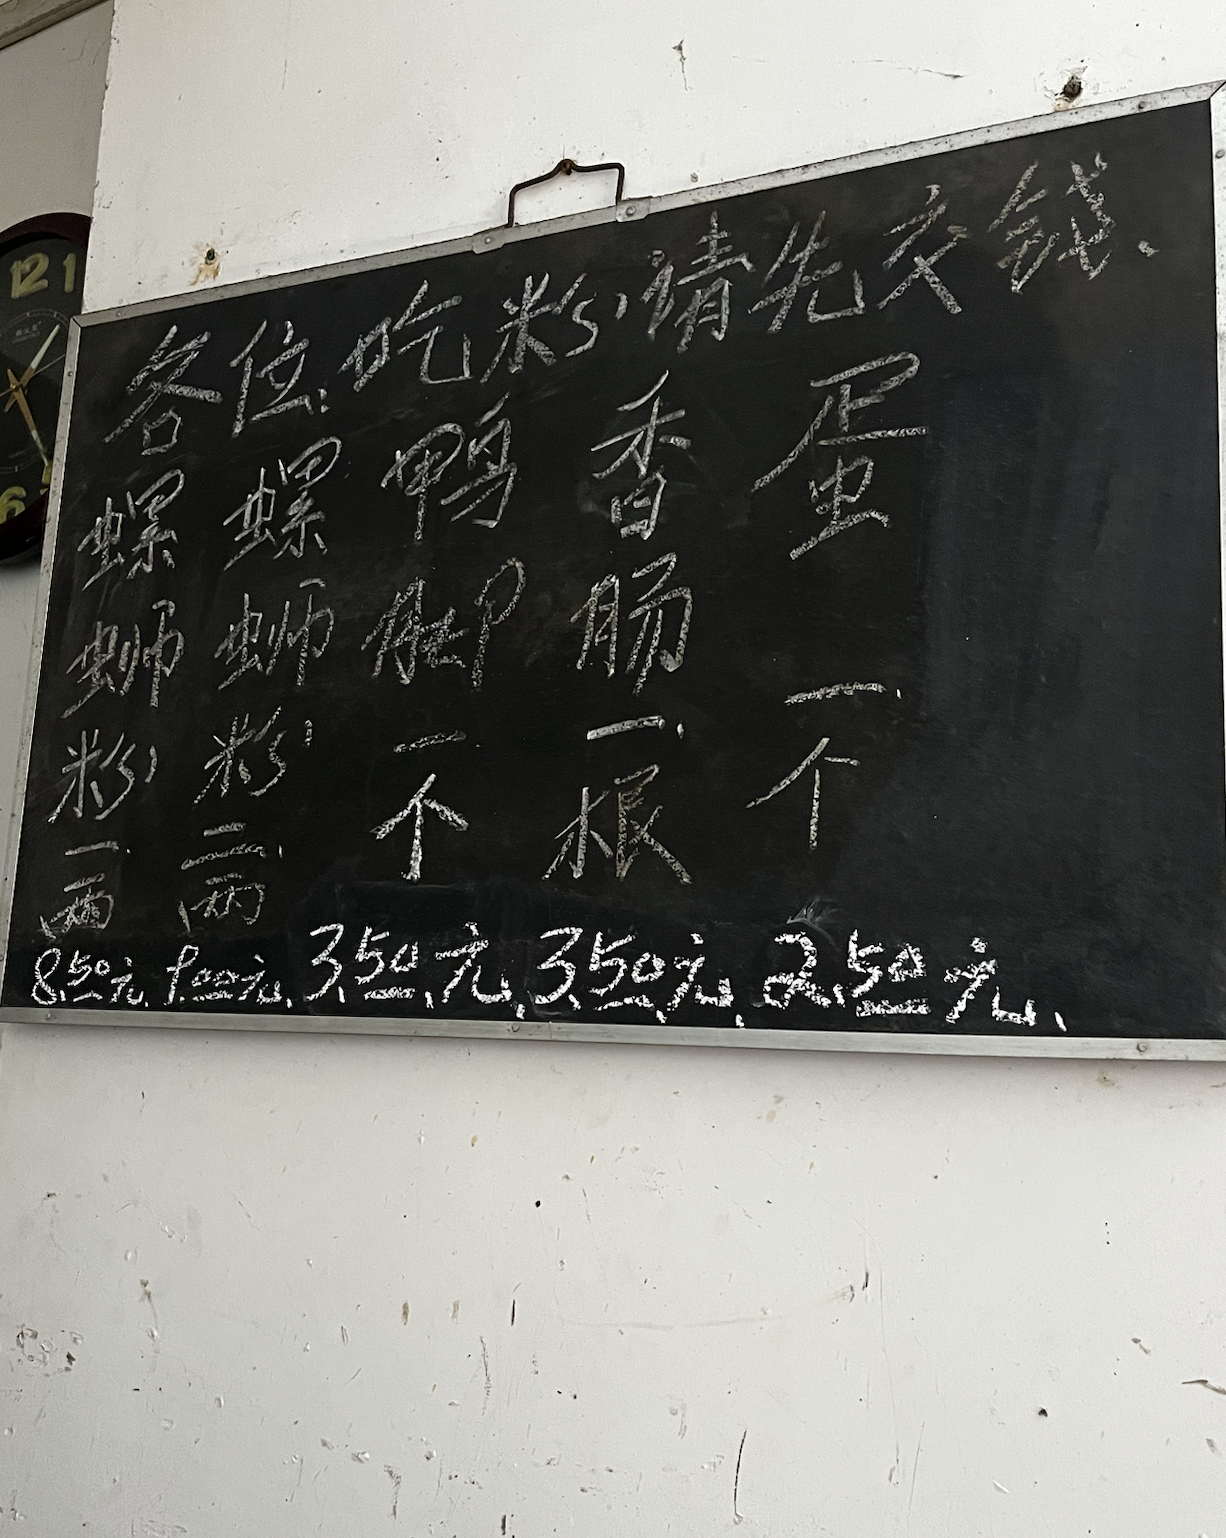 12 1
6
各位:吃粉,请先交钱.
螺蛳粉一两
8.50元.
螺蛳粉二两
9.00元.
鸭脚一个
3.50元.
香肠一根
3.50元.
蛋一个
2.50元.